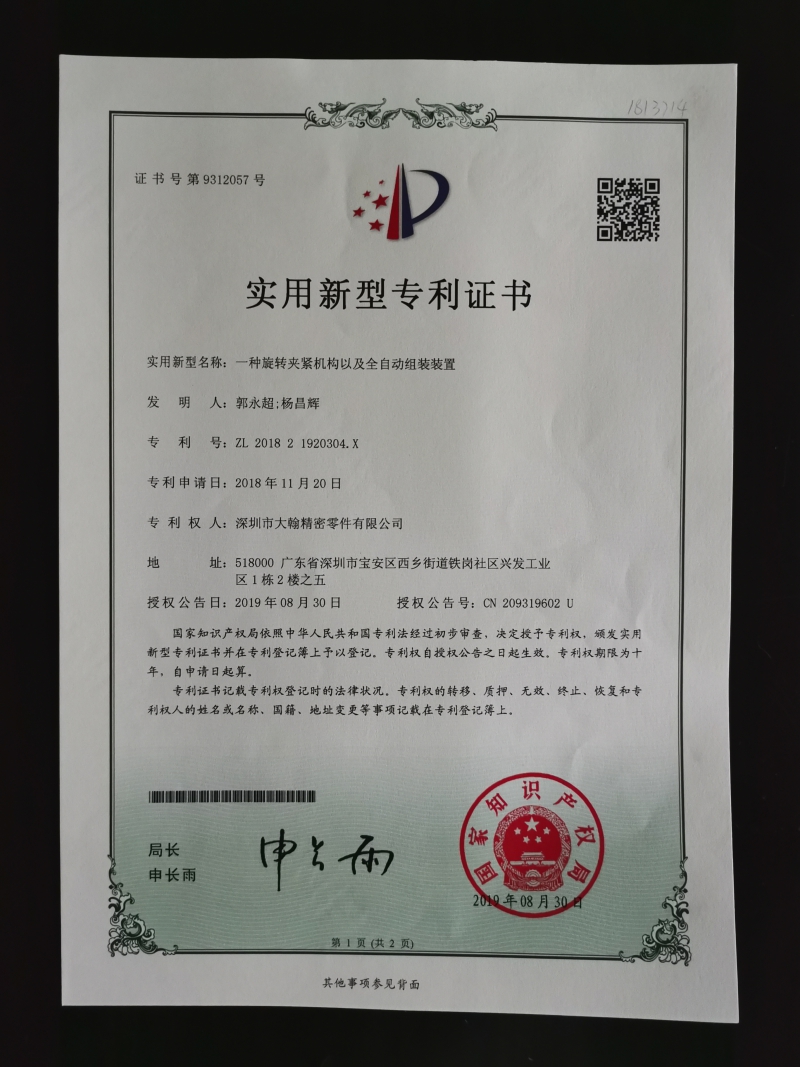 1813714
证书号第9312057号
实用新型专利证书
实用新型名称：一种旋转夹紧机构以及全自动组装装置
发明人：郭永超;杨昌辉
专利号：ZL 2018 2 1920304.X
专利申请日：2018年11月20日
专利权人：深圳市大翰精密零件有限公司
地址：518000 广东省深圳市宝安区西乡街道铁岗社区兴发工业
区1栋2楼之五
授权公告日：2019年08月30日 授权公告号：CN 209319602 U
国家知识产权局依照中华人民共和国专利法经过初步审查，决定授予专利权，颁发实用
新型专利证书并在专利登记簿上予以登记。专利权自授权公告之日起生效。专利权期限为十
年，自申请日起算。
专利证书记载专利权登记时的法律状况。专利权的转移、质押、无效、终止、恢复和专
利权人的姓名或名称、国籍、地址变更等事项记载在专利登记簿上。
局长
申长雨
申长雨
国家知识产权局
2019年08月30日
第1页(共2页)
其他事项参见背面